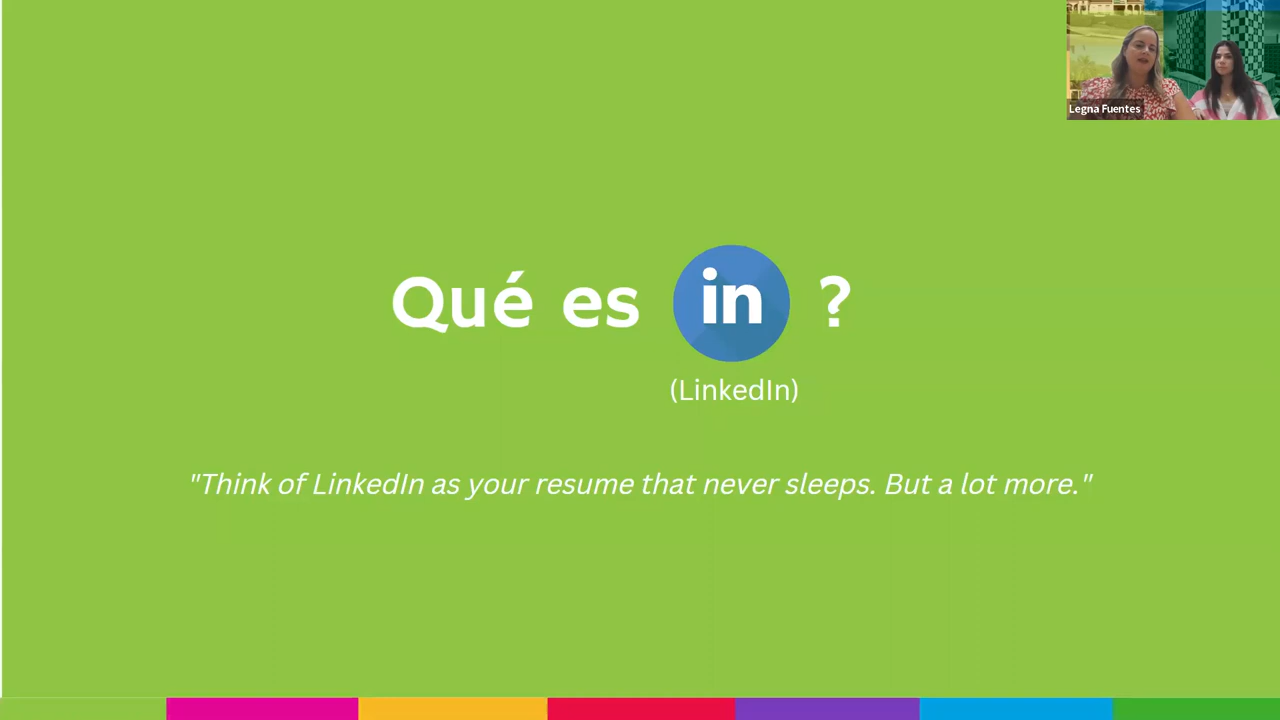 Legna Fuentes
Qué es in ?
(LinkedIn)
"Think of LinkedIn as your resume that never sleeps. But a lot more."